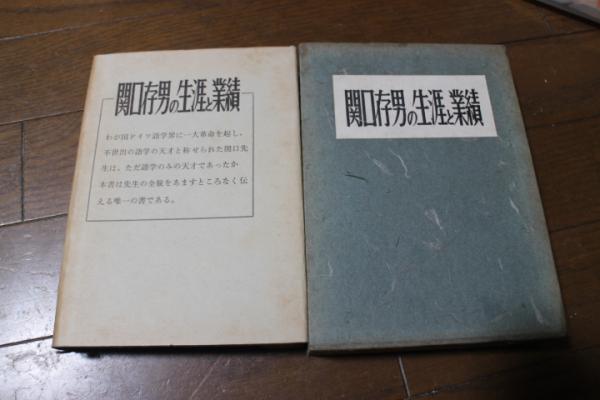 関口存男の生涯と業績
わが国ドイツ語学界に一大革命を起し、
不世出の語学の天才と称せられた関口先
生は、ただ語学のみの天才であったか
本書は先生の全貌をあますところなく伝
える唯一の書である。
関口存男の生涯と業績